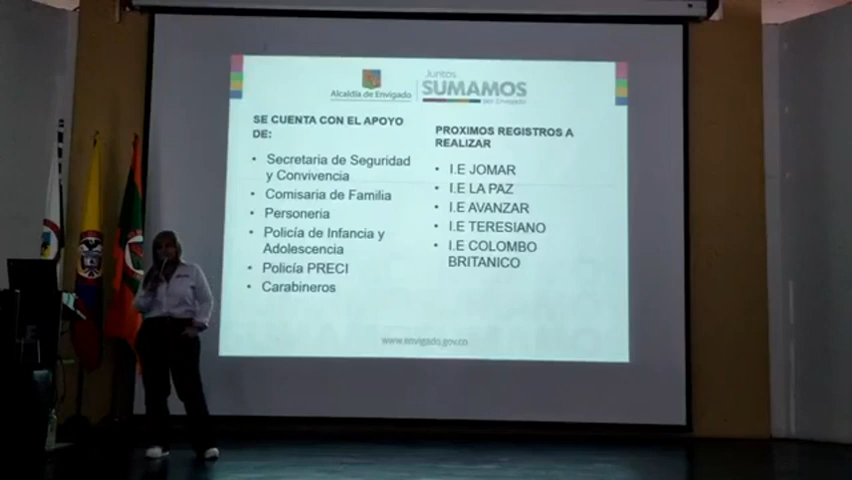 Alcaldía de Envigado
Juntos
SUMAMOS
por Envigado
SE CUENTA CON EL APOYO
DE:
• Secretaria de Seguridad
y Convivencia
• Comisaria de Familia
• Personeria
• Policía de Infancia y
Adolescencia
• Policía PRECI
• Carabineros
PROXIMOS REGISTROS A
REALIZAR
• I.E JOMAR
• I.E LA PAZ
• I.E AVANZAR
• I.E TERESIANO
• I.E COLOMBO
BRITANICO
www.envigado.gov.co